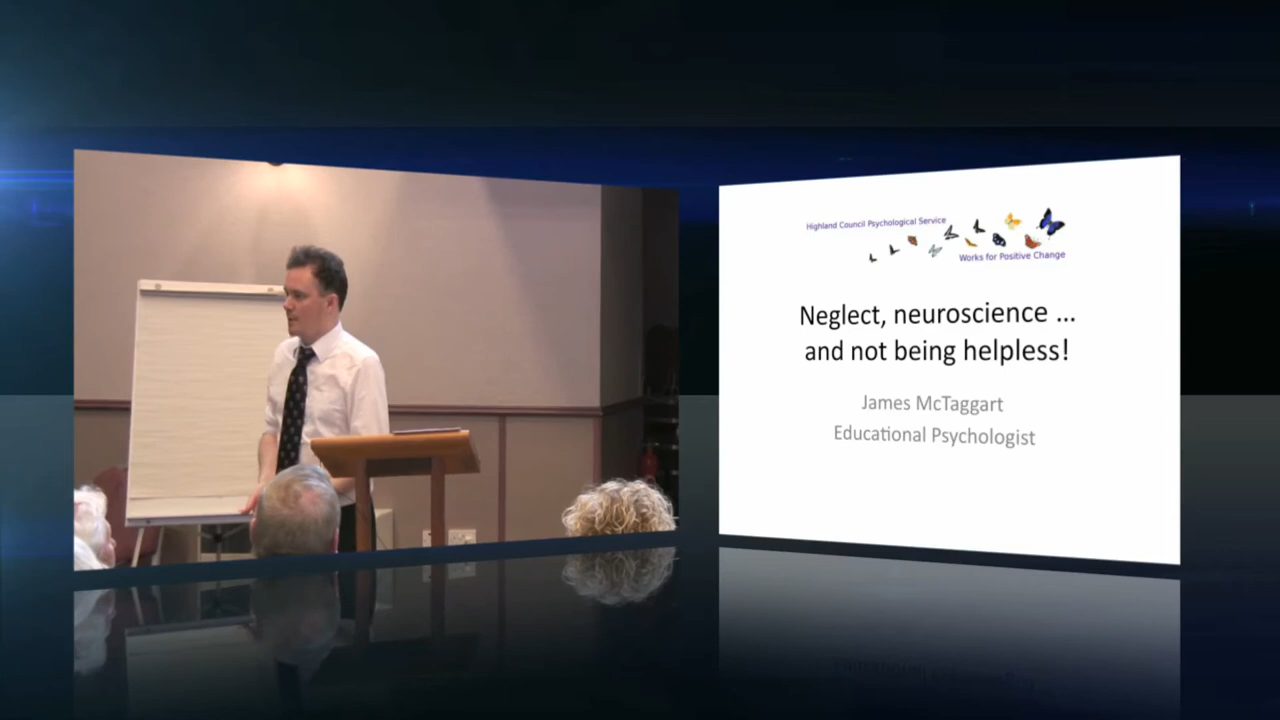 Highland Council Psychological Service
Works for Positive Change
Neglect, neuroscience ...
and not being helpless!
James McTaggart
Educational Psychologist